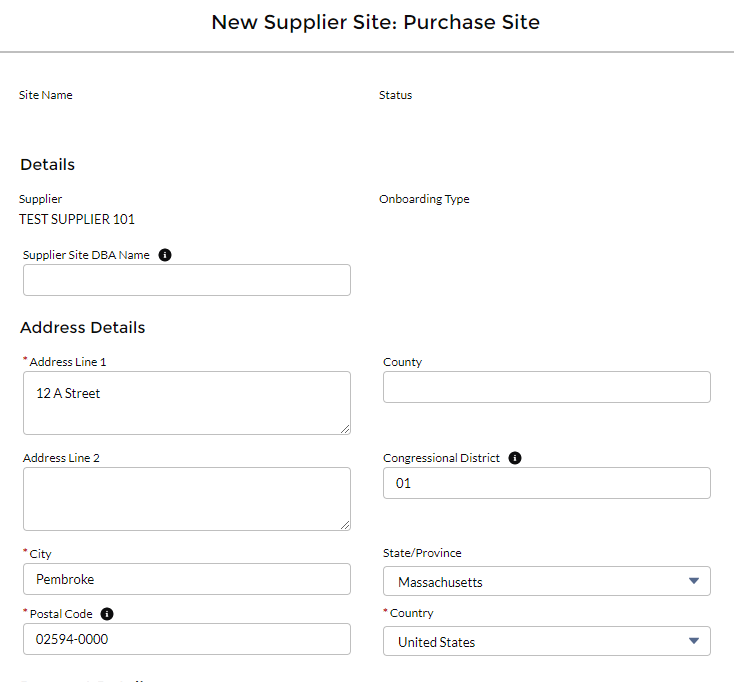 New Supplier Site: Purchase Site
Site Name
Status
Details
Supplier
Onboarding Type
TEST SUPPLIER 101
Supplier Site DBA Name
Address Details
*Address Line 1
County
12 A Street
Address Line 2
Congressional District
01
*City
State/Province
Pembroke
Massachusetts
*Postal Code
*Country
02594-0000
United States